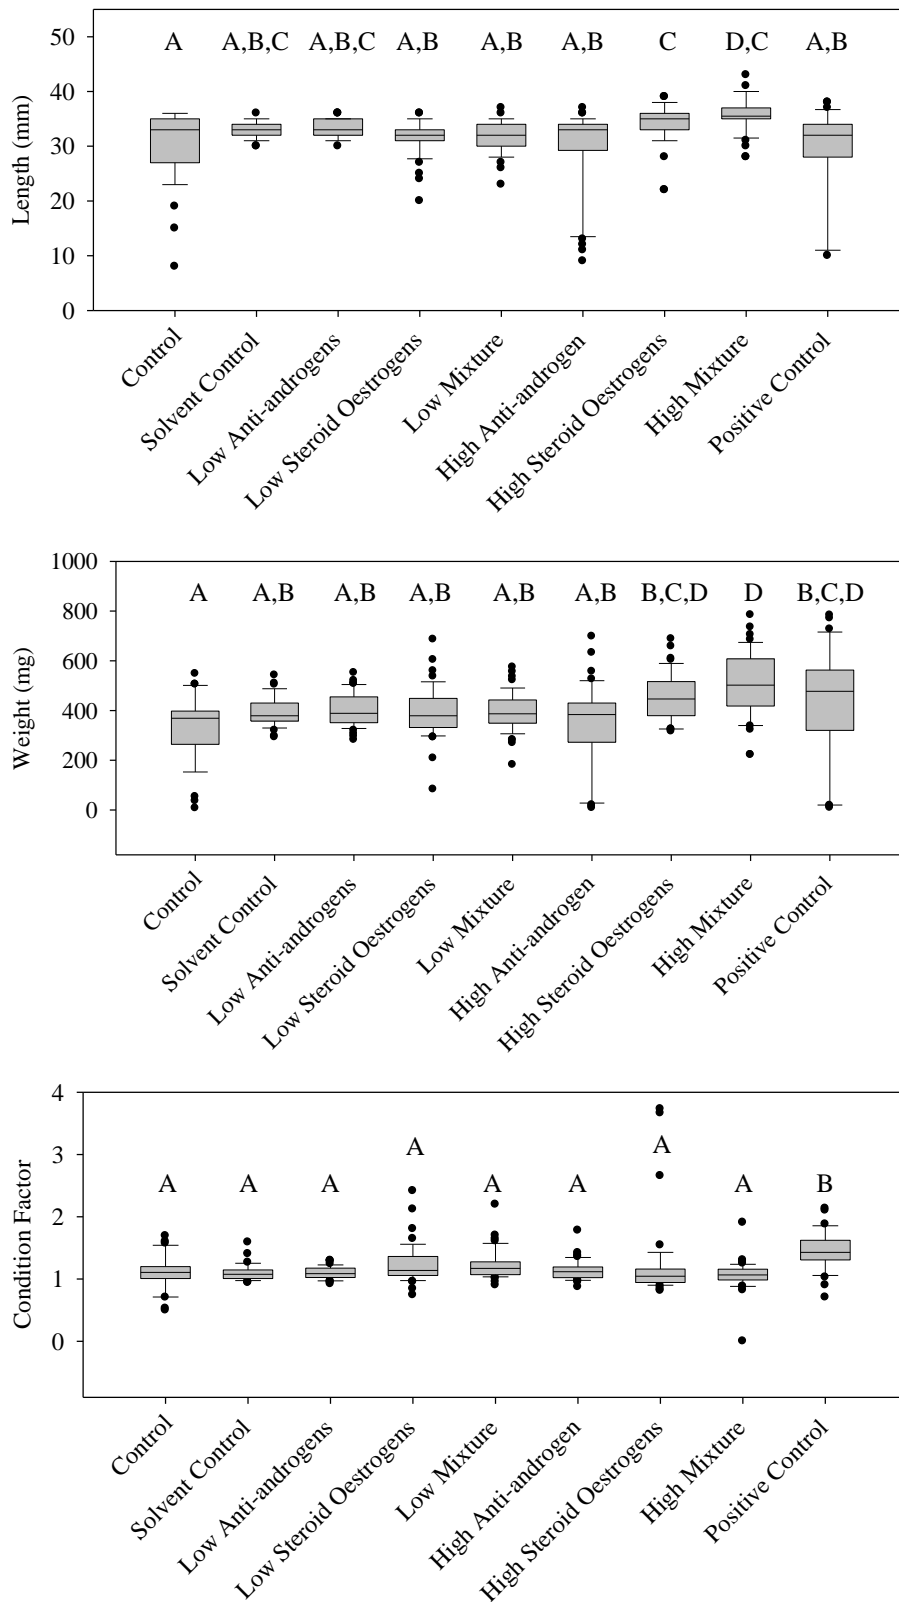 50
40
30
20
10
0
Length (mm)
A A,B,C A,B,C A,B A,B A,B C D,C A,B
Control
Solvent Control
Low Anti-androgens
Low Steroid Oestrogens
Low Mixture
High Anti-androgen
High Steroid Oestrogens
High Mixture
Positive Control
1000
800
600
400
200
0
Weight (mg)
A A,B A,B A,B A,B A,B B,C,D D B,C,D
Control
Solvent Control
Low Anti-androgens
Low Steroid Oestrogens
Low Mixture
High Anti-androgen
High Steroid Oestrogens
High Mixture
Positive Control
4
3
2
1
0
Condition Factor
A A A A A A A A B
Control
Solvent Control
Low Anti-androgens
Low Steroid Oestrogens
Low Mixture
High Anti-androgen
High Steroid Oestrogens
High Mixture
Positive Control